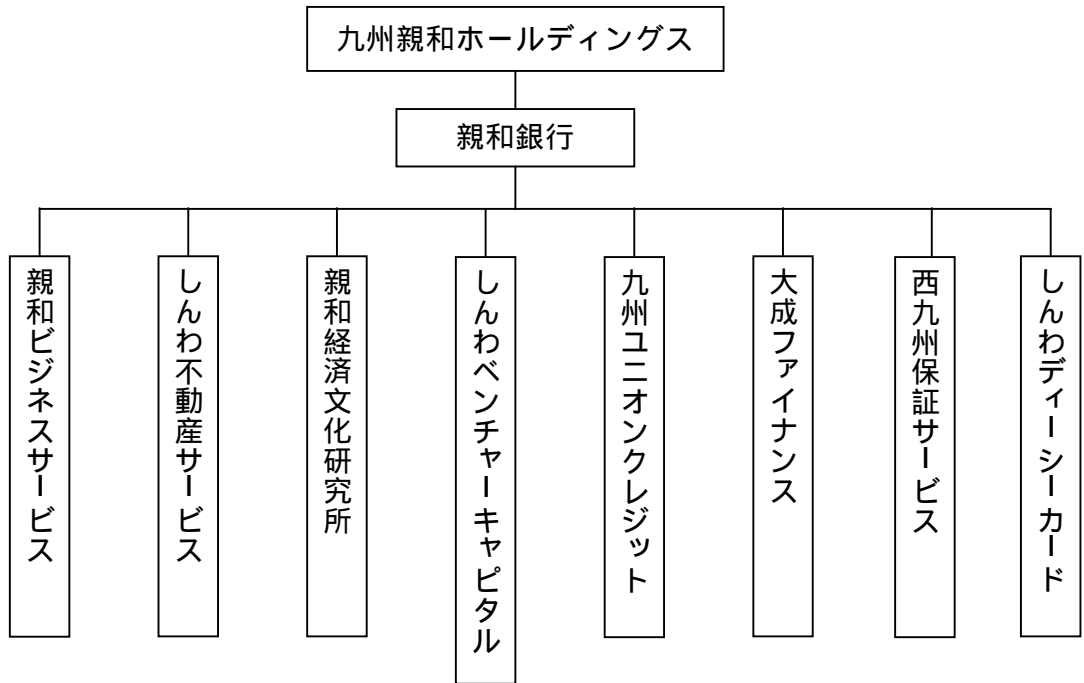 九州親和ホールディングス
親和銀行
親和ビジネスサービス
しんわ不動産サービス
親和経済文化研究所
しんわベンチャーキャピタル
九州ユニオンクレジット
大成ファイナンス
西九州保証サービス
しんわディーシーカード